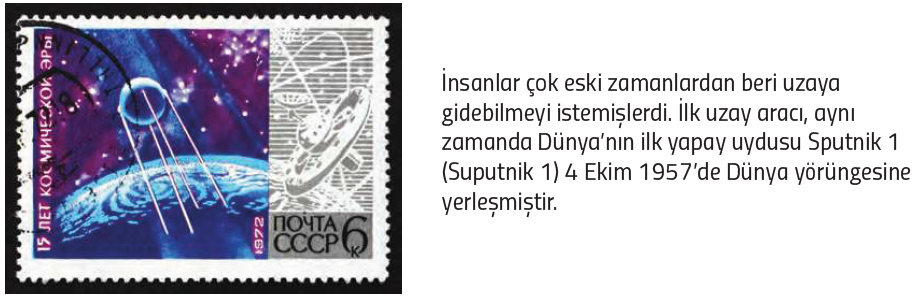 15 ЛЕТ КОСМИЧЕСКОЙ ЭРЫ
1972
ПОЧТА
СССР
6
К
İnsanlar çok eski zamanlardan beri uzaya
gidebilmeyi istemişlerdi. İlk uzay aracı, aynı
zamanda Dünya'nın ilk yapay uydusu Sputnik 1
(Suputnik 1) 4 Ekim 1957'de Dünya yörüngesine
yerleşmiştir.